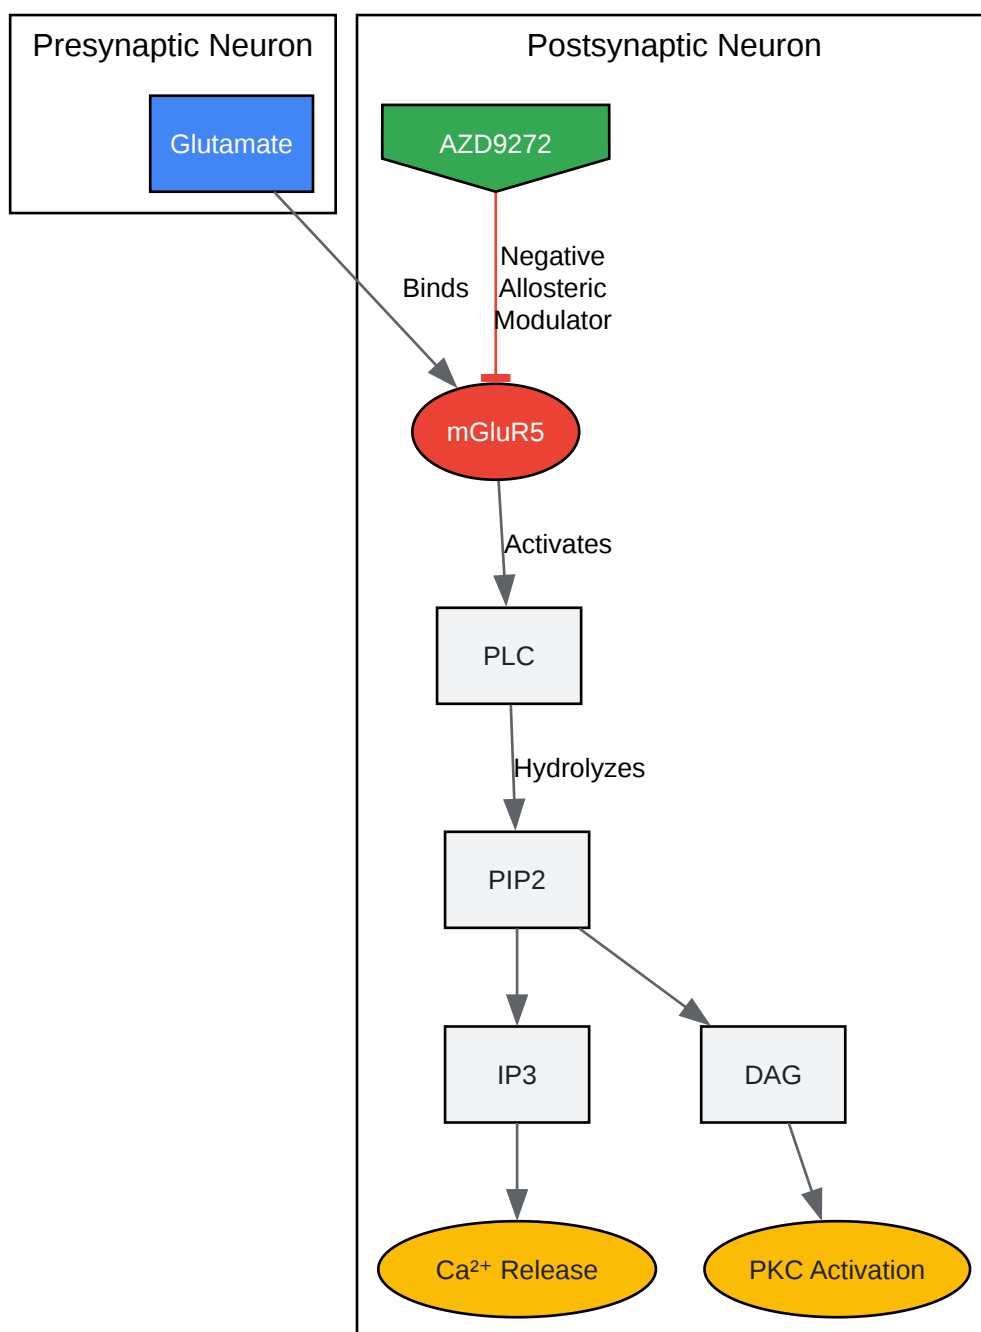 Presynaptic Neuron
Postsynaptic Neuron
Glutamate
AZD9272
Binds
Negative
Allosteric
Modulator
mGluR5
Activates
PLC
Hydrolyzes
PIP2
IP3
DAG
Ca²⁺ Release
PKC Activation